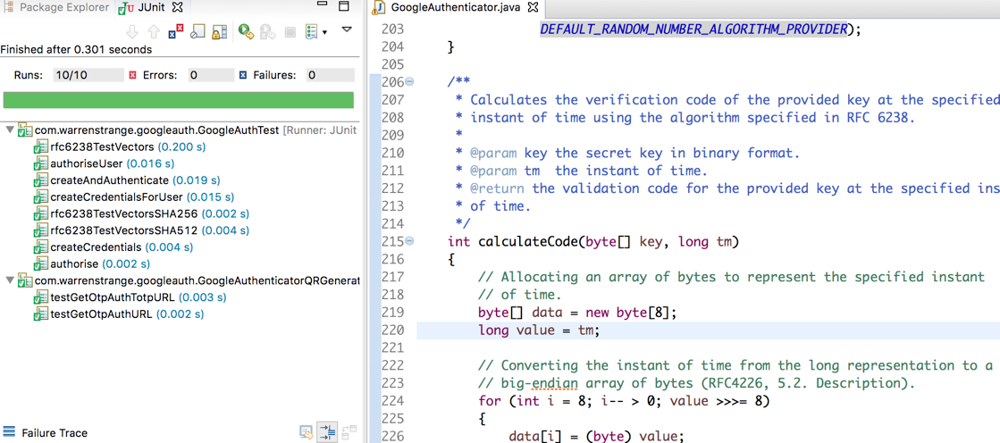 Package Explorer JUnit
Finished after 0.301 seconds
Runs: 10/10 Errors: 0 Failures: 0
com.warrenstrange.googleauth.GoogleAuthTest [Runner: JUnit
rfc6238TestVectors (0.200 s)
authoriseUser (0.016 s)
createAndAuthenticate (0.019 s)
createCredentialsForUser (0.015 s)
rfc6238TestVectorsSHA256 (0.002 s)
rfc6238TestVectorsSHA512 (0.004 s)
createCredentials (0.004 s)
authorise (0.002 s)
com.warrenstrange.googleauth.GoogleAuthenticatorQRGenerat
testGetOtpAuthTotpURL (0.003 s)
testGetOtpAuthURL (0.002 s)
Failure Trace
GoogleAuthenticator.java
203 DEFAULT_RANDOM_NUMBER_ALGORITHM_PROVIDER);
204 }
205
206 /**
207 * Calculates the verification code of the provided key at the specified
208 * instant of time using the algorithm specified in RFC 6238.
209 *
210 * @param key the secret key in binary format.
211 * @param tm the instant of time.
212 * @return the validation code for the provided key at the specified ins
213 * of time.
214 */
215 int calculateCode(byte[] key, long tm)
216 {
217 // Allocating an array of bytes to represent the specified instant
218 // of time.
219 byte[] data = new byte[8];
220 long value = tm;
221
222 // Converting the instant of time from the long representation to a
223 // big-endian array of bytes (RFC4226, 5.2. Description).
224 for (int i = 8; i-- > 0; value >>>= 8)
225 {
226 data[i] = (byte) value;